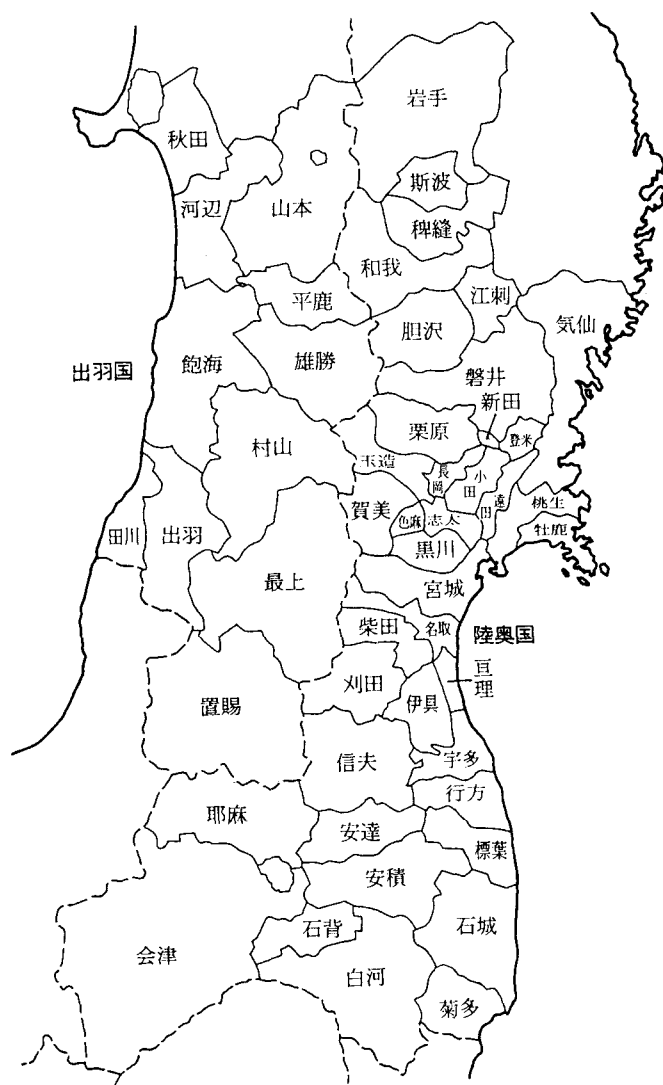 岩手
秋田
斯波
河辺
山本
稗縫
和我
平鹿
江刺
気仙
胆沢
出羽国
飽海
雄勝
磐井
新田
栗原
登米
村山
玉造
長岡
小田
遠田
桃生
賀美
色麻
志太
牡鹿
田川
出羽
黒川
最上
宮城
柴田
名取
陸奥国
亘理
刈田
伊具
置賜
信夫
宇多
行方
耶麻
安達
標葉
安積
石背
石城
会津
白河
菊多